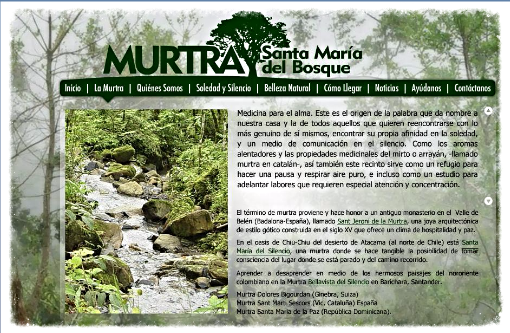 MURTRA Santa María
del Bosque
Inicio | La Murtra | Quiénes Somos | Soledad y Silencio | Belleza Natural | Cómo Llegar | Noticias | Ayúdanos | Contáctanos
Medicina para el alma. Este es el origen de la palabra que da nombre a
nuestra casa y la de todos aquellos que quieren reencontrarse con lo
más genuino de sí mismos, encontrar su propia afinidad en la soledad,
y un medio de comunicación en el silencio. Como los aromas
alentadores y las propiedades medicinales del mirto o arrayán, -llamado
murtra en catalán-, así también este recinto sirve como un refugio para
hacer una pausa y respirar aire puro, e incluso como un estudio para
adelantar labores que requieren especial atención y concentración.
El término de murtra proviene y hace honor a un antiguo monasterio en el Valle de
Belén (Badalona-España), llamado Sant Jeroni de la Murtra, una joya arquitectónica
de estilo gótico construida en el siglo XV que ofrece un clima de hospitalidad y paz.
En el oasis de Chiu-Chiu del desierto de Atacama (al norte de Chile) está Santa
María del Silencio, una murtra donde se hace tangible la posibilidad de tomar
consciencia del lugar donde se está parado y del camino recorrido.
Aprender a desaprender en medio de los hermosos paisajes del nororiente
colombiano en la Murtra Bellavista del Silencio en Barichara, Santander.
Murtra Dolores Bigourdan (Ginebra, Suiza)
Murtra Sant Marti Sescors (Vic, Cataluña) España
Murtra Santa María de la Paz (República Dominicana).